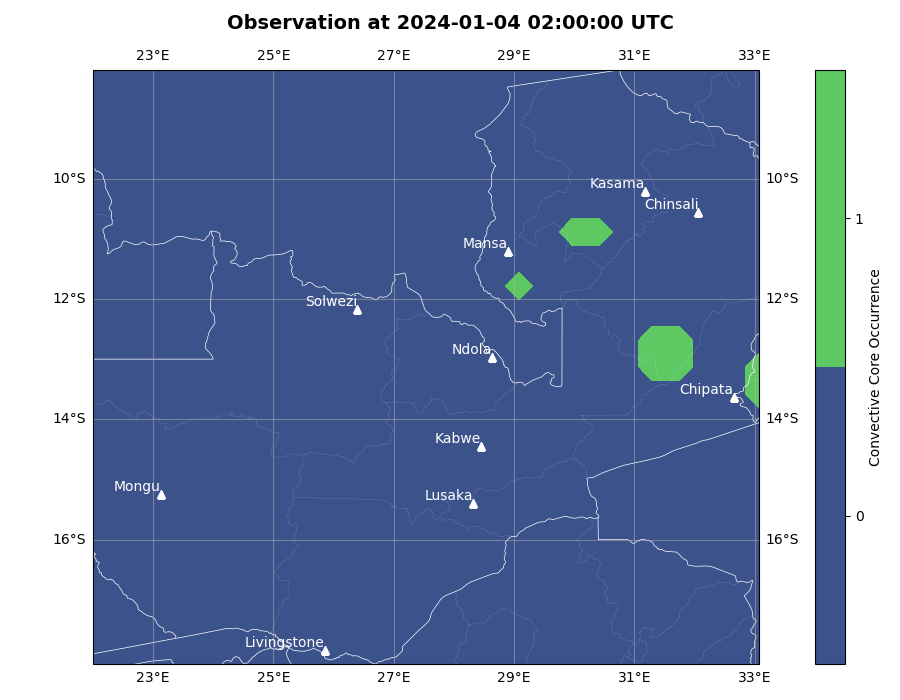 Observation at 2024-01-04 02:00:00 UTC
23°E 25°E 27°E 29°E 31°E 33°E
10°S 10°S
Kasama
Chinsali
Mansa
12°S 12°S
Solwezi
Ndola
Chipata
14°S 14°S
Kabwe
Mongu
Lusaka
16°S 16°S
Livingstone
23°E 25°E 27°E 29°E 31°E 33°E
1
0
Convective Core Occurrence